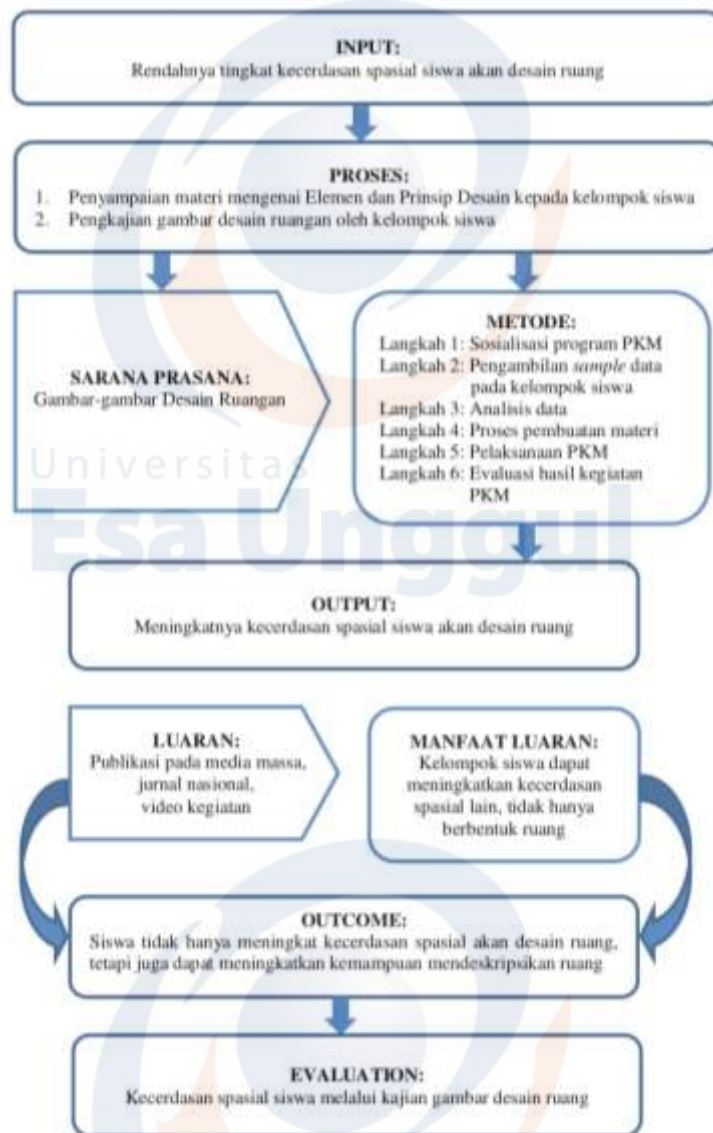 INPUT:
Rendahnya tingkat kecerdasan spasial siswa akan desain ruang
PROSES:
1. Penyampaian materi mengenai Elemen dan Prinsip Desain kepada kelompok siswa
2. Pengkajian gambar desain ruangan oleh kelompok siswa
SARANA PRASANA:
Gambar-gambar Desain Ruangan
METODE:
Langkah 1: Sosialisasi program PKM
Langkah 2: Pengambilan sample data
pada kelompok siswa
Langkah 3: Analisis data
Langkah 4: Proses pembuatan materi
Langkah 5: Pelaksanaan PKM
Langkah 6: Evaluasi hasil kegiatan
PKM
Universitas
Esa Unggul
OUTPUT:
Meningkatnya kecerdasan spasial siswa akan desain ruang
LUARAN:
Publikasi pada media massa,
jurnal nasional,
video kegiatan
MANFAAT LUARAN:
Kelompok siswa dapat
meningkatkan kecerdasan
spasial lain, tidak hanya
berbentuk ruang
OUTCOME:
Siswa tidak hanya meningkat kecerdasan spasial akan desain ruang,
tetapi juga dapat meningkatkan kemampuan mendeskripsikan ruang
EVALUATION:
Kecerdasan spasial siswa melalui kajian gambar desain ruang